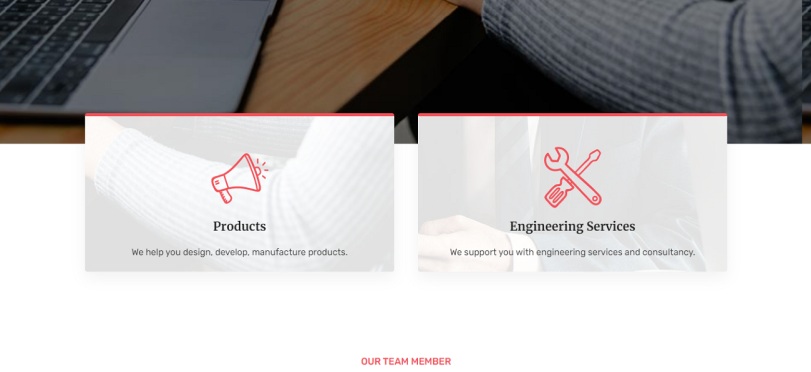 Products
We help you design, develop, manufacture products.
Engineering Services
We support you with engineering services and consultancy.
OUR TEAM MEMBER